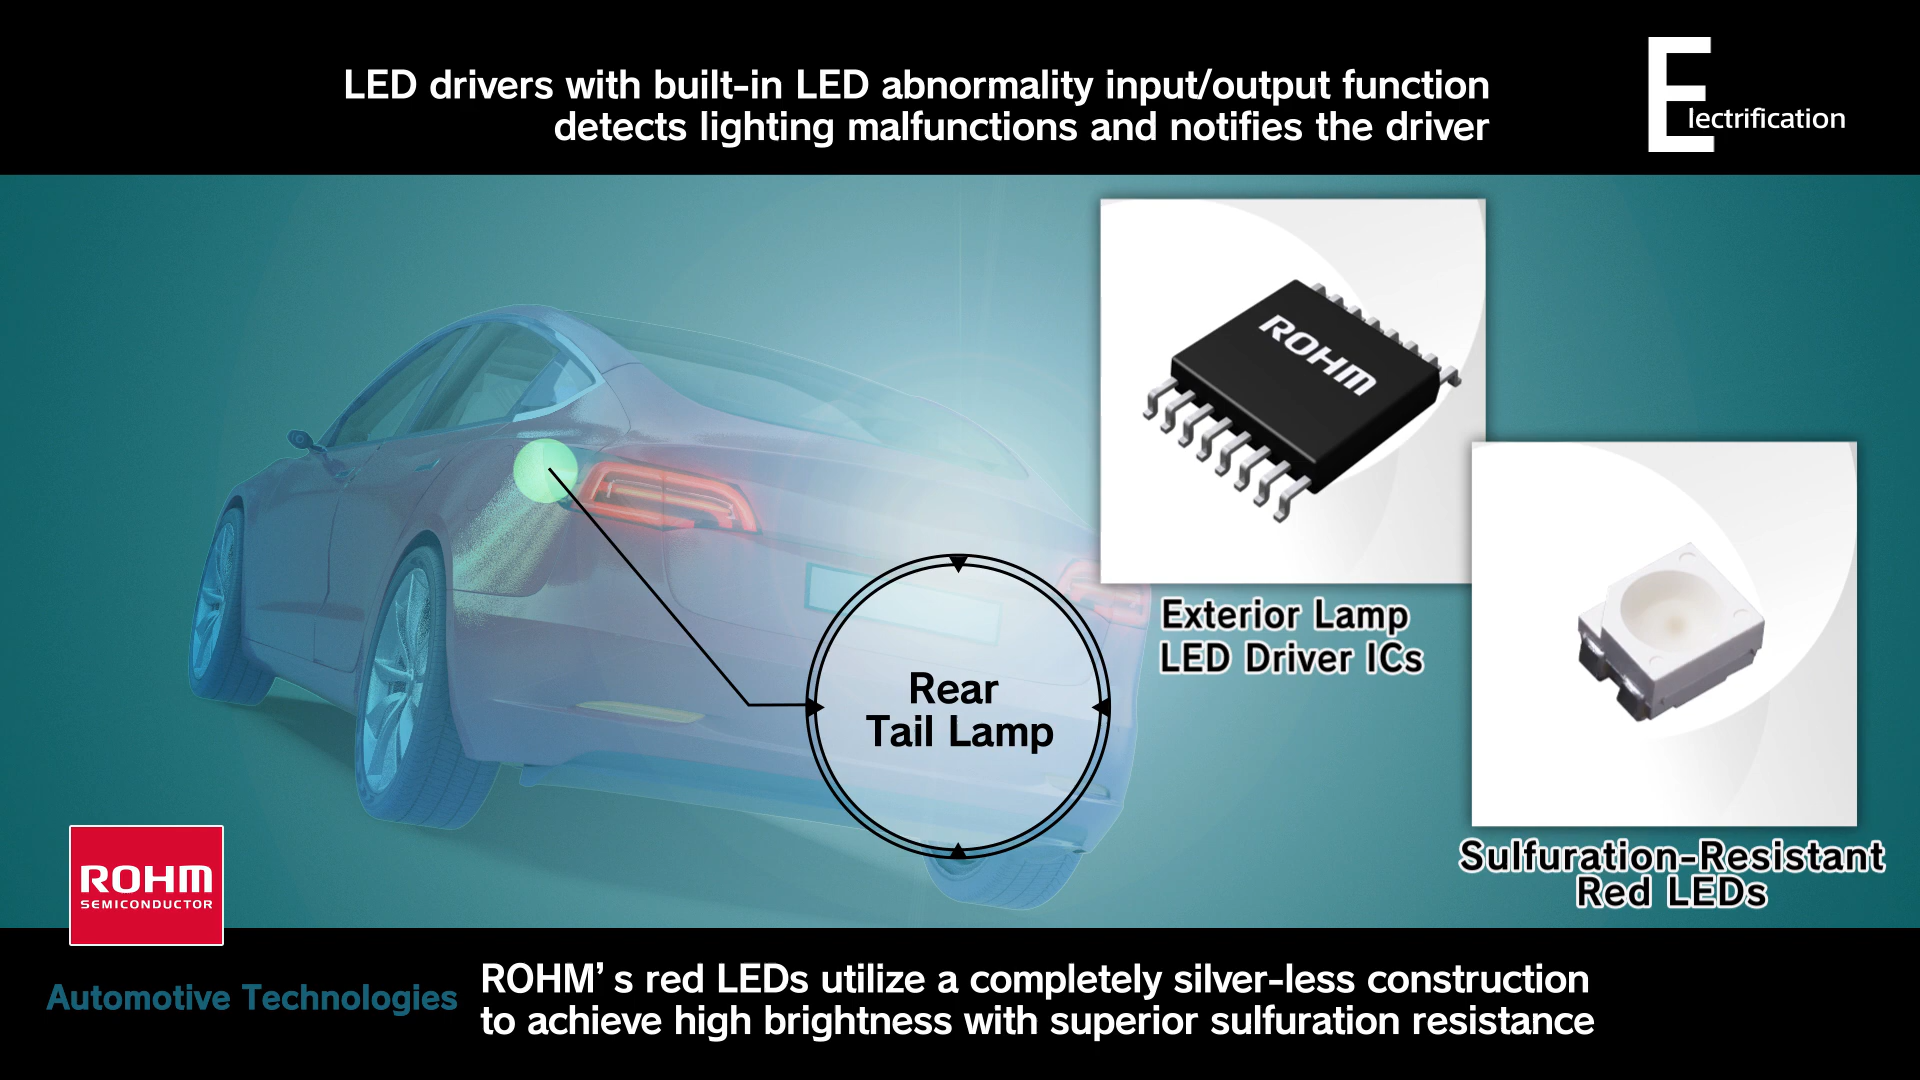 LED drivers with built-in LED abnormality input/output function
detects lighting malfunctions and notifies the driver
Electrification
ROHM
Exterior Lamp
LED Driver ICs
Rear
Tail Lamp
Sulfuration-Resistant
Red LEDs
ROHM
SEMICONDUCTOR
Automotive Technologies
ROHM’s red LEDs utilize a completely silver-less construction
to achieve high brightness with superior sulfuration resistance